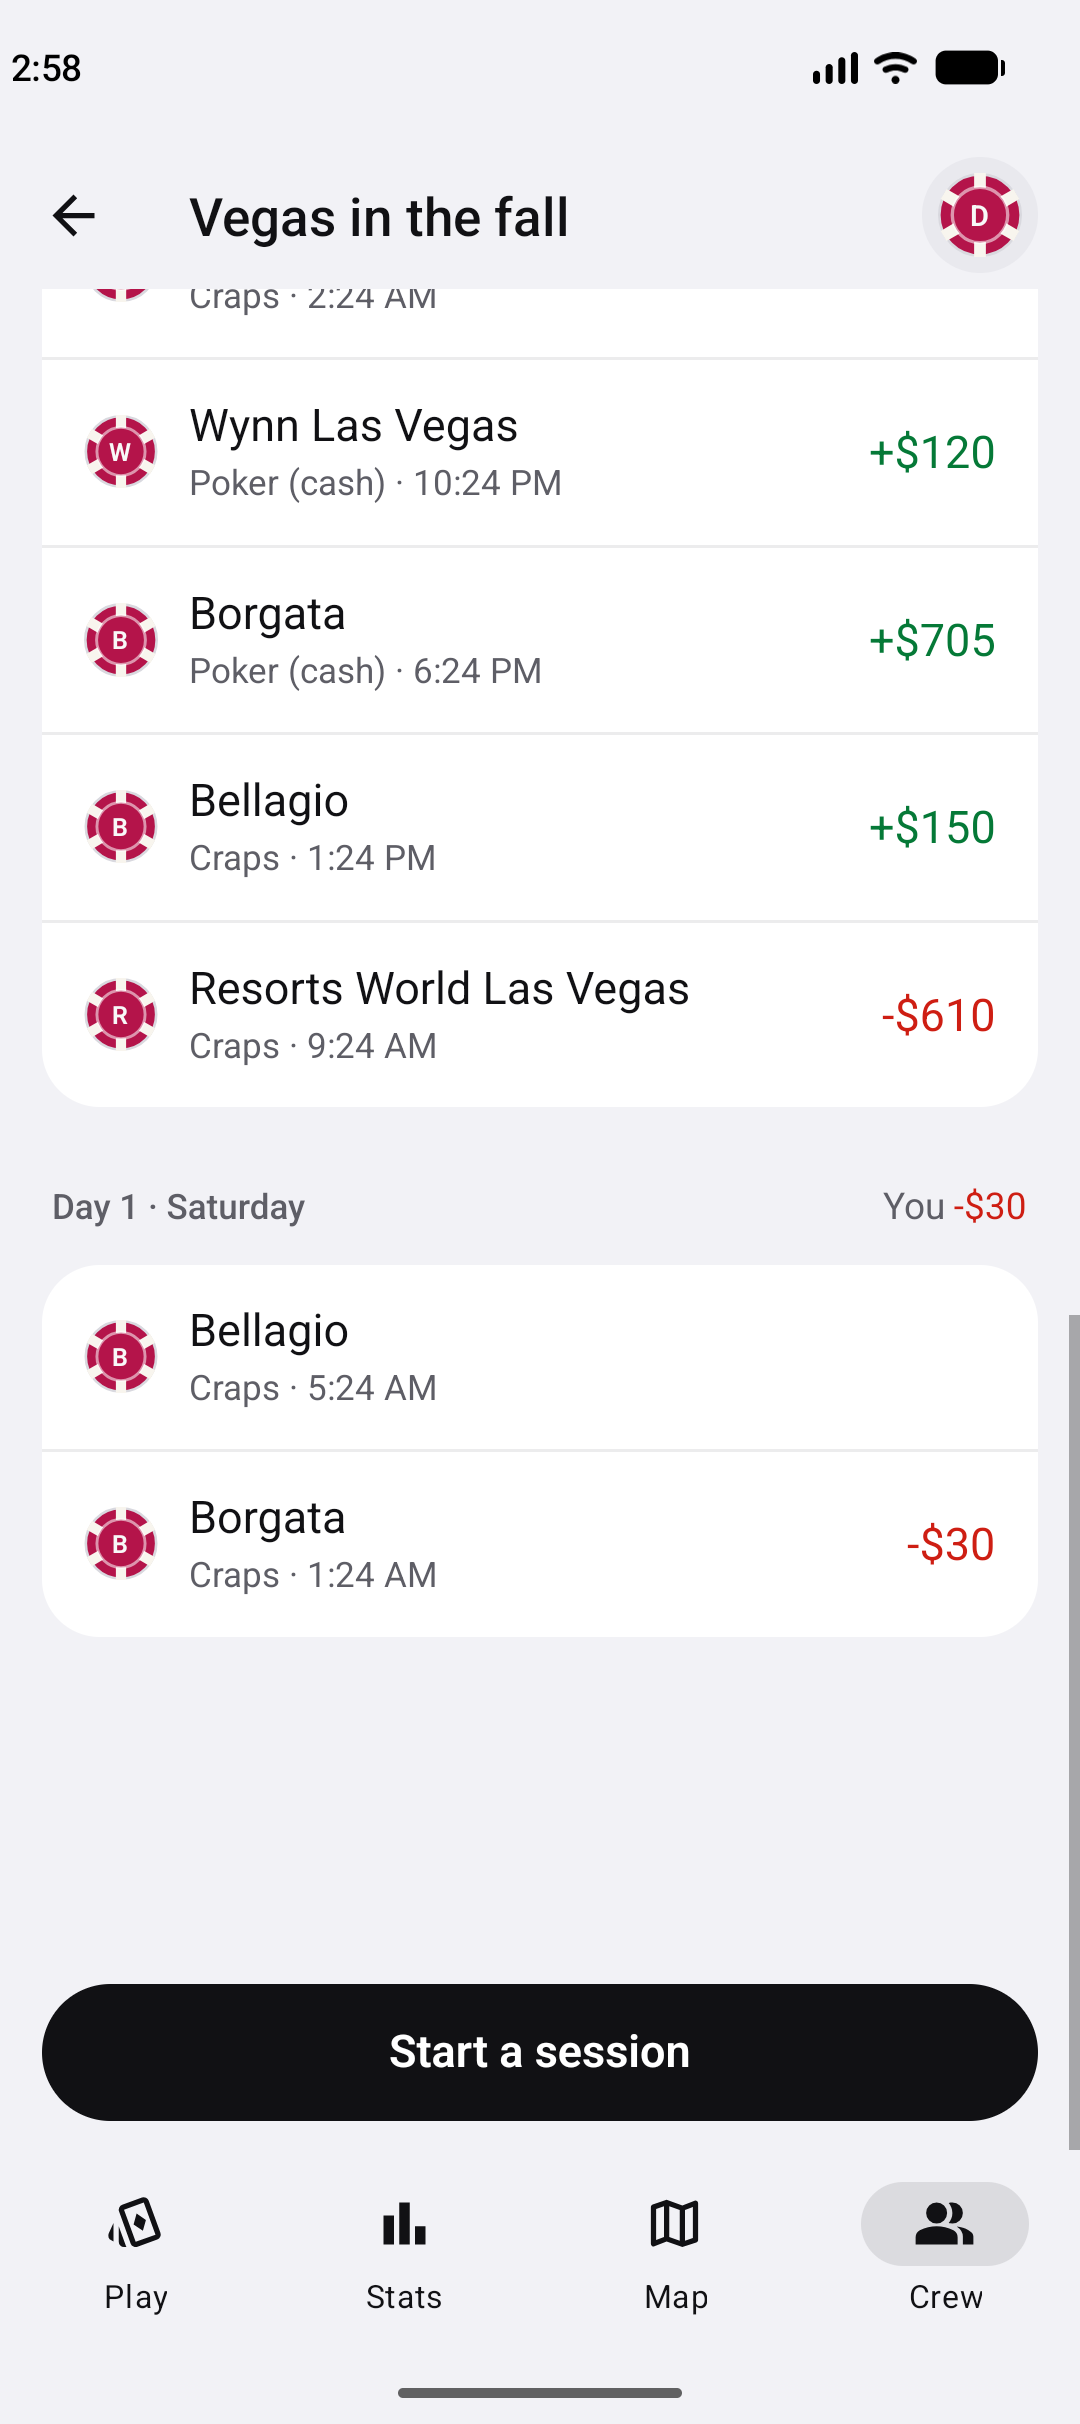 2:58
Vegas in the fall
D
Craps · 2:24 AM
W
Wynn Las Vegas
Poker (cash) · 10:24 PM
+$120
B
Borgata
Poker (cash) · 6:24 PM
+$705
B
Bellagio
Craps · 1:24 PM
+$150
R
Resorts World Las Vegas
Craps · 9:24 AM
-$610
Day 1 · Saturday
You -$30
B
Bellagio
Craps · 5:24 AM
B
Borgata
Craps · 1:24 AM
-$30
Start a session
Play
Stats
Map
Crew